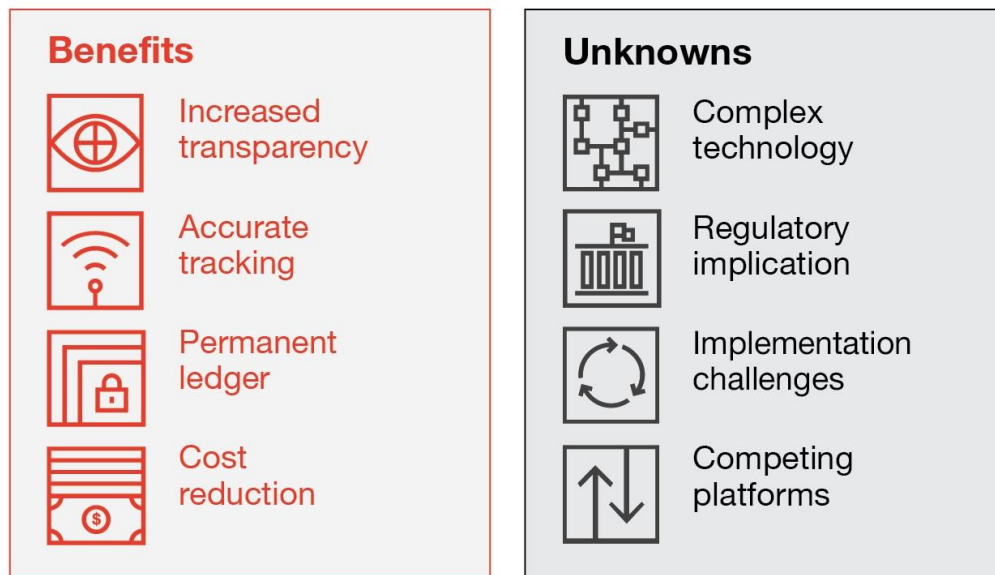 Benefits
Increased
transparency
Accurate
tracking
Permanent
ledger
Cost
reduction
$
Unknowns
Complex
technology
Regulatory
implication
Implementation
challenges
Competing
platforms